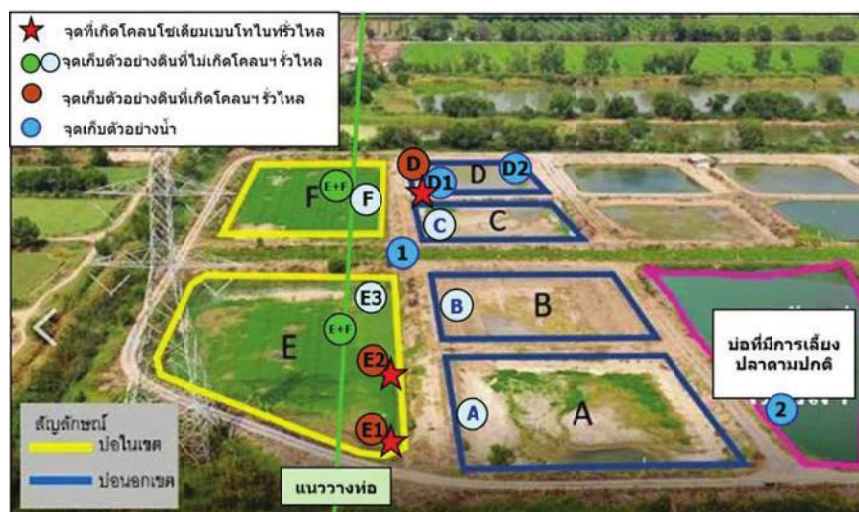 จุดที่เกิดโคลนโซเดียมเบนโทไนท์รั่วไหล
จุดเก็บตัวอย่างดินที่ไม่เกิดโคลนฯ รั่วไหล
จุดเก็บตัวอย่างดินที่เกิดโคลนฯ รั่วไหล
จุดเก็บตัวอย่างน้ำ
D
D1
D
D2
F
E+F
F
C
C
1
E3
B
B
E
E+F
E2
A
A
E1
บ่อที่มีการเลี้ยง
ปลาตามปกติ
2
สัญลักษณ์
บ่อในเขต
บ่อนอกเขต
แนววางท่อ